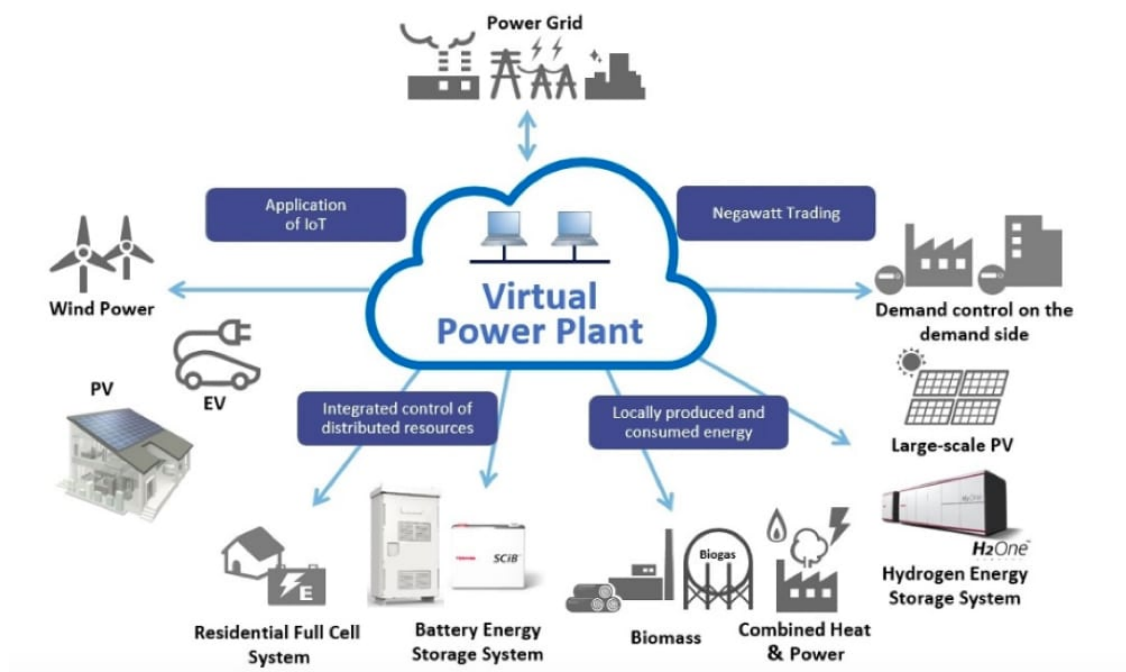 Power Grid
Application
of IoT
Negawatt Trading
Virtual
Power Plant
Wind Power
Demand control on the
demand side
EV
PV
Integrated control of
distributed resources
Locally produced and
consumed energy
Large-scale PV
H2One
Hydrogen Energy
Storage System
TOSHIBA
SCiB
E
Biogas
Residential Full Cell
System
Battery Energy
Storage System
Biomass
Combined Heat
& Power